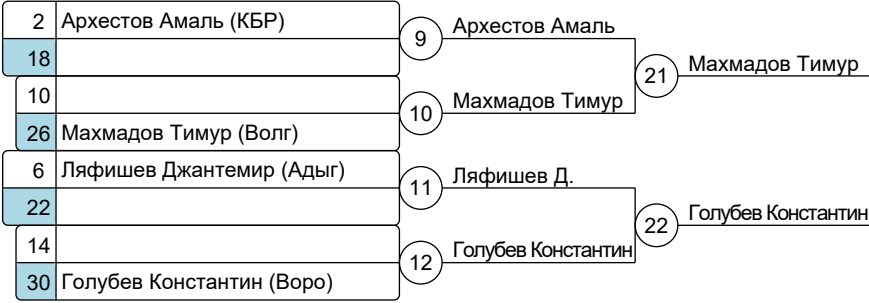 2 Архестов Амаль (КБР)
18
10
26 Махмадов Тимур (Волг)
6 Ляфишев Джантемир (Адыг)
22
14
30 Голубев Константин (Воро)
9 Архестов Амаль
10 Махмадов Тимур
11 Ляфишев Д.
12 Голубев Константин
21 Махмадов Тимур
22 Голубев Константин